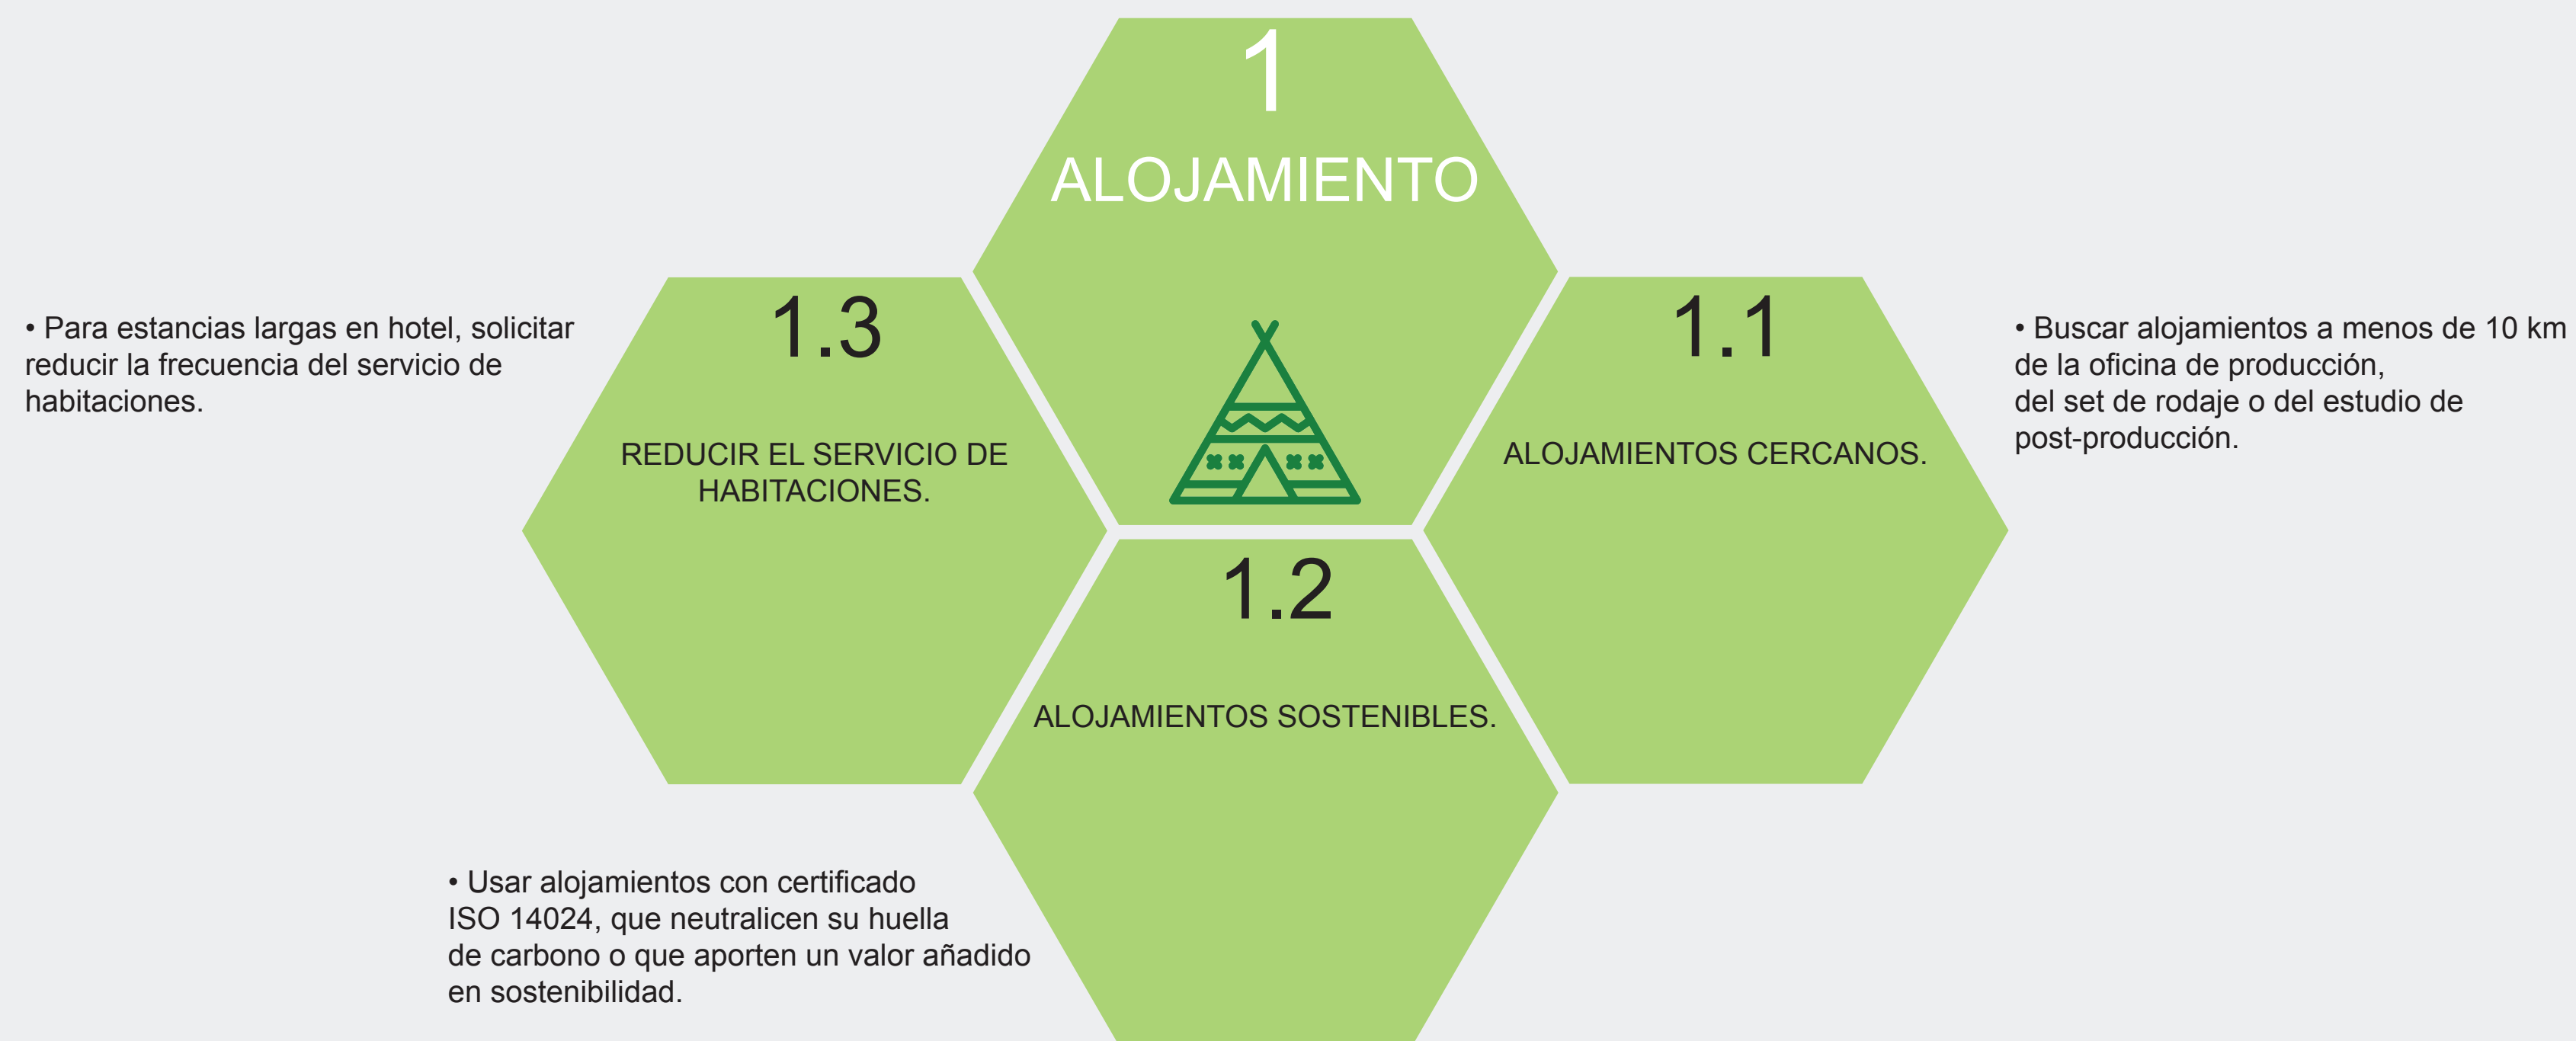 1
ALOJAMIENTO
1.3
REDUCIR EL SERVICIO DE
HABITACIONES.
• Para estancias largas en hotel, solicitar
reducir la frecuencia del servicio de
habitaciones.
1.1
ALOJAMIENTOS CERCANOS.
• Buscar alojamientos a menos de 10 km
de la oficina de producción,
del set de rodaje o del estudio de
post-producción.
1.2
ALOJAMIENTOS SOSTENIBLES.
• Usar alojamientos con certificado
ISO 14024, que neutralicen su huella
de carbono o que aporten un valor añadido
en sostenibilidad.